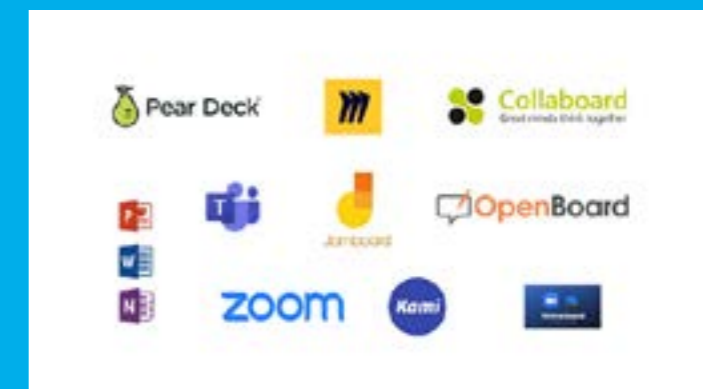 Pear Deck
m
Collaboard
Great minds think together
P
T
Jamboard
OpenBoard
W
N
zoom
Kami